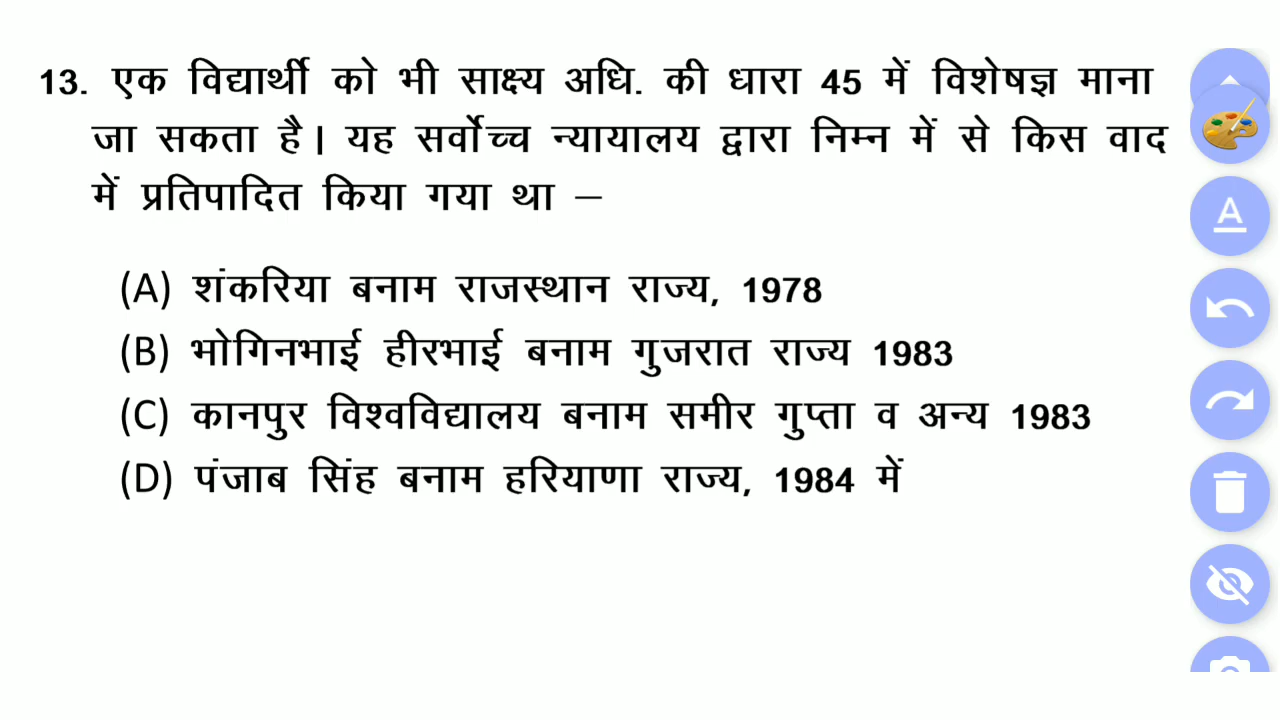 13. एक विद्यार्थी को भी साक्ष्य अधि. की धारा 45 में विशेषज्ञ माना
जा सकता है। यह सर्वोच्च न्यायालय द्वारा निम्न में से किस वाद
में प्रतिपादित किया गया था –
(A) शंकरिया बनाम राजस्थान राज्य, 1978
(B) भोगिनभाई हीरभाई बनाम गुजरात राज्य 1983
(C) कानपुर विश्वविद्यालय बनाम समीर गुप्ता व अन्य 1983
(D) पंजाब सिंह बनाम हरियाणा राज्य, 1984 में
A